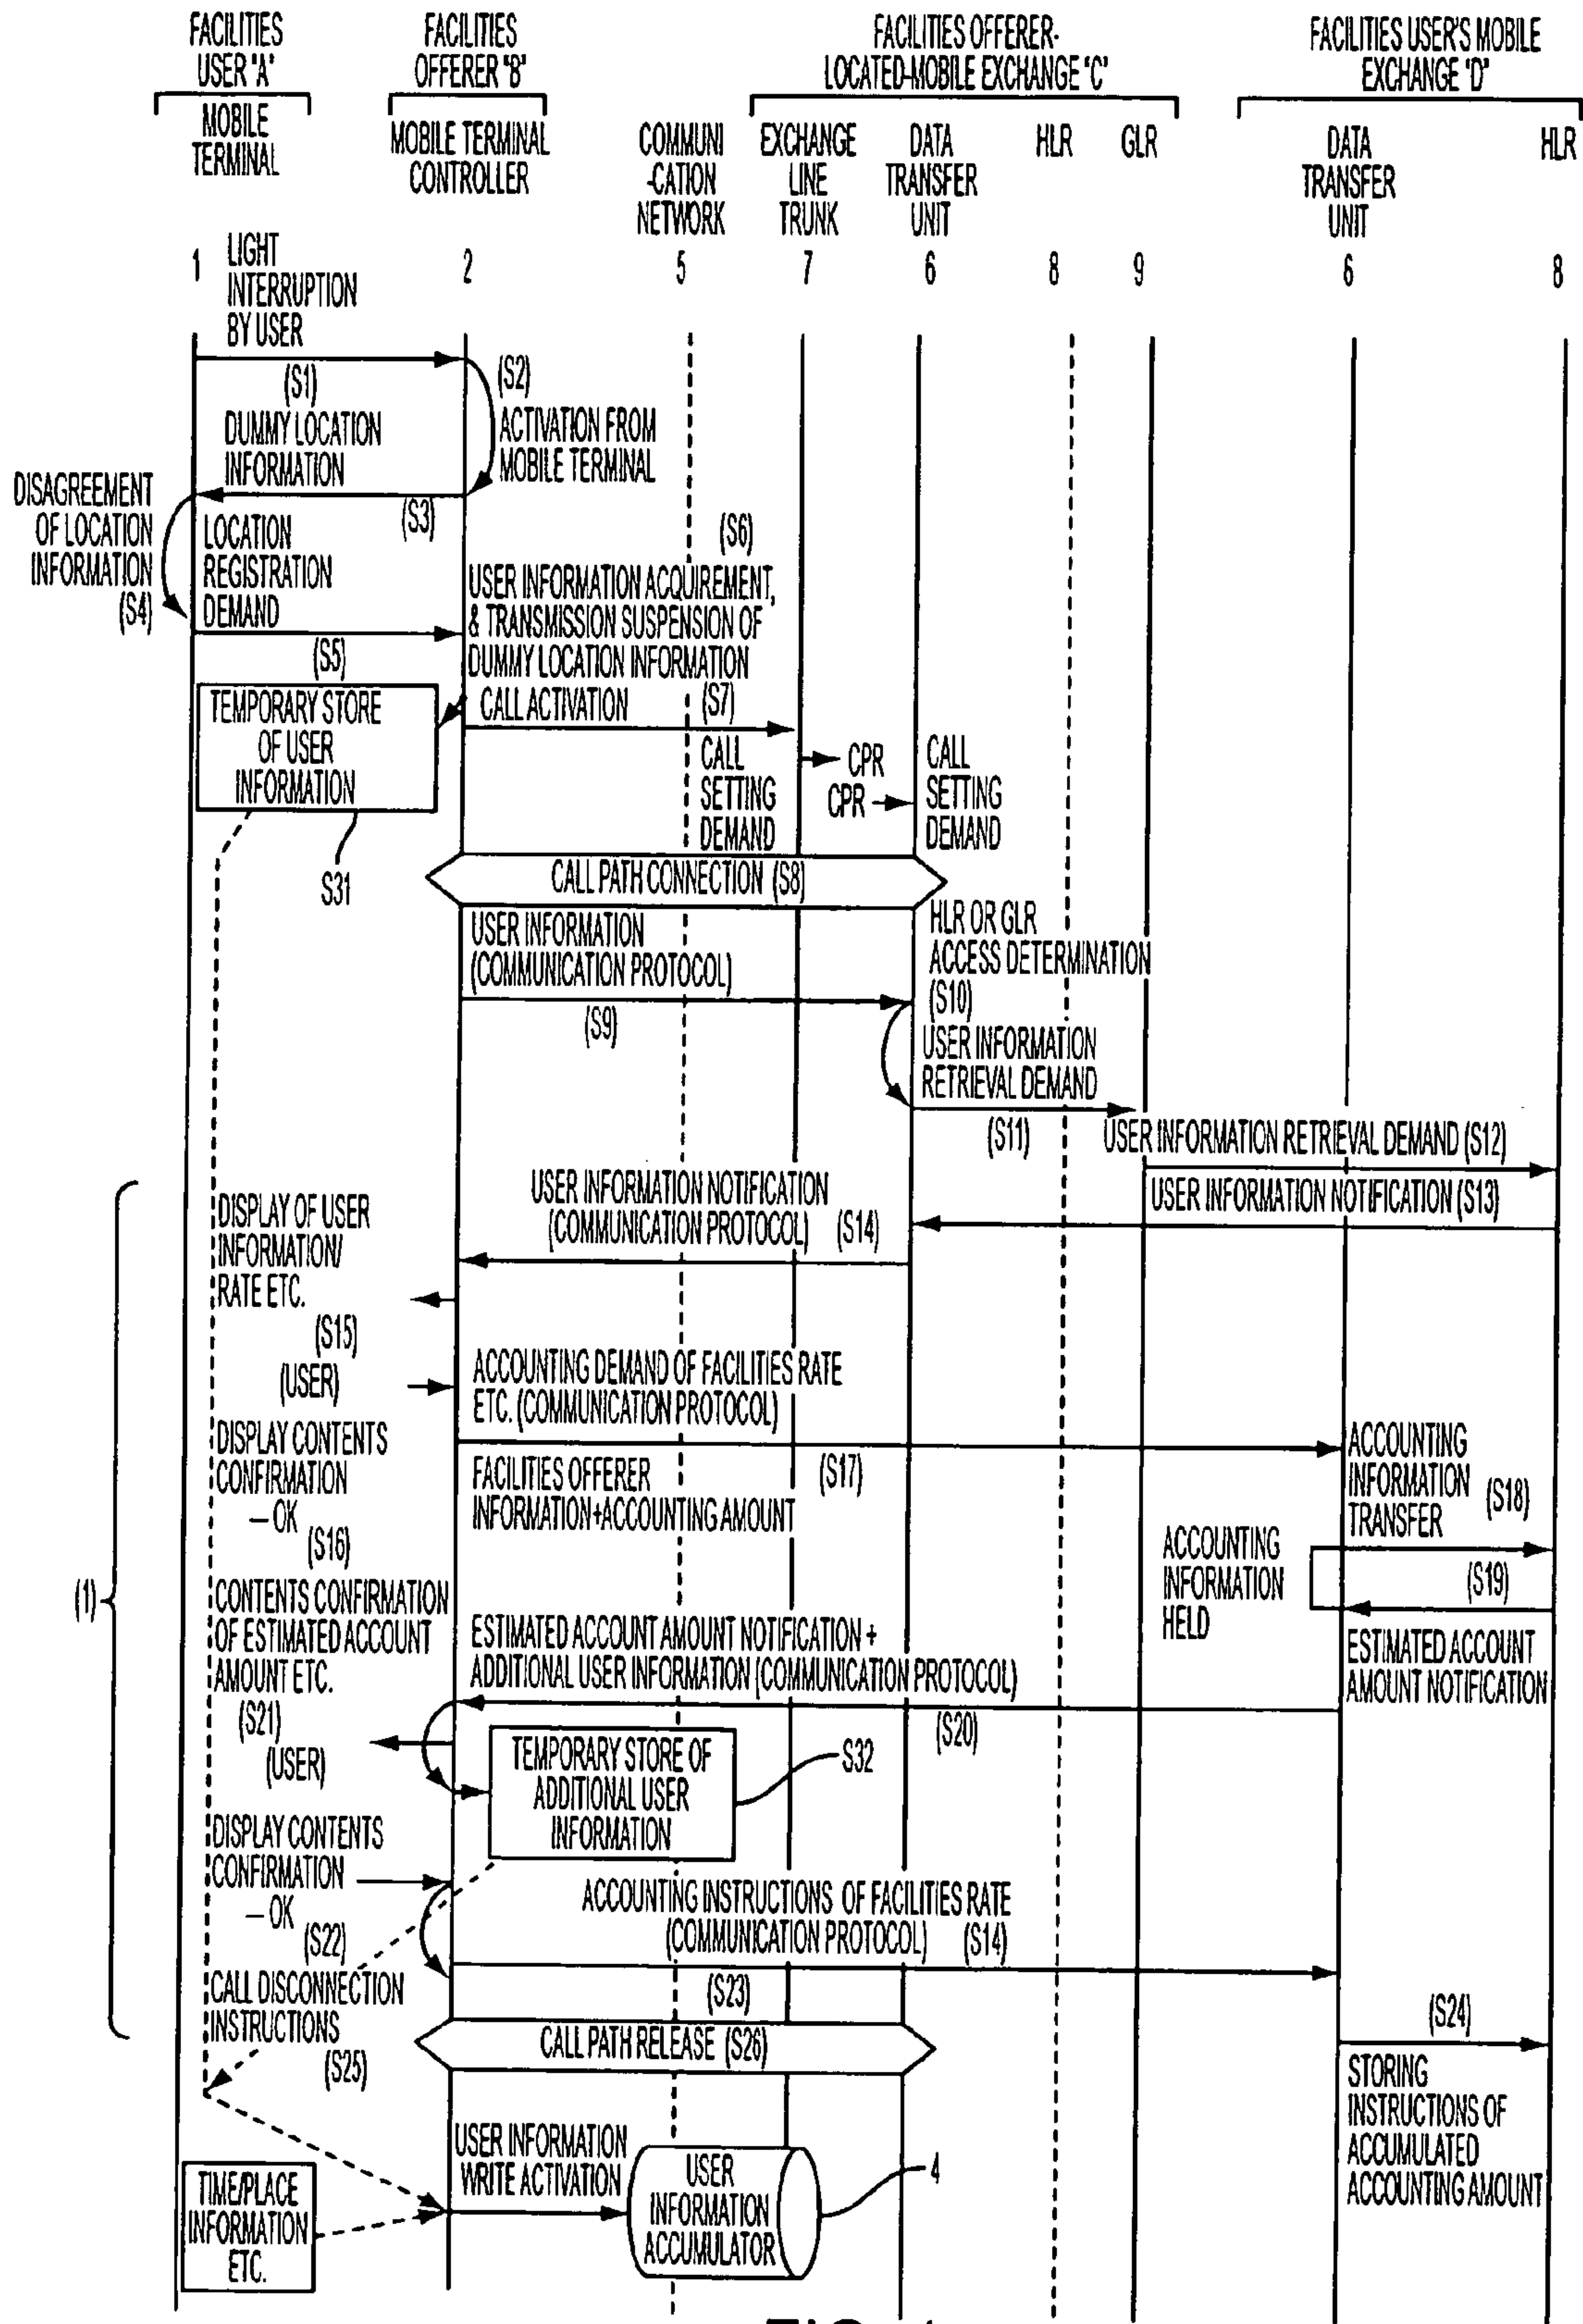 FACILITIES
USER "A"
FACILITIES
OFFERER "B"
FACILITIES OFFERER-
LOCATED-MOBILE EXCHANGE "C"
FACILITIES USER'S MOBILE
EXCHANGE "D"
MOBILE
TERMINAL
MOBILE TERMINAL
CONTROLLER
COMMUNI
-CATION
NETWORK
EXCHANGE
LINE
TRUNK
DATA
TRANSFER
UNIT
HLR
GLR
DATA
TRANSFER
UNIT
HLR
1
2
5
7
6
8
9
6
8
LIGHT
INTERRUPTION
BY USER
(S1)
(S2)
ACTIVATION FROM
MOBILE TERMINAL
DUMMY LOCATION
INFORMATION
(S3)
DISAGREEMENT
OF LOCATION
INFORMATION
(S4)
LOCATION
REGISTRATION
DEMAND
(S5)
(S6)
USER INFORMATION ACQUIREMENT,
& TRANSMISSION SUSPENSION OF
DUMMY LOCATION INFORMATION
TEMPORARY STORE
OF USER
INFORMATION
S31
CALL ACTIVATION
(S7)
CALL
SETTING
DEMAND
CPR
CPR
CALL
SETTING
DEMAND
CALL PATH CONNECTION (S8)
USER INFORMATION
(COMMUNICATION PROTOCOL)
(S9)
HLR OR GLR
ACCESS DETERMINATION
(S10)
USER INFORMATION
RETRIEVAL DEMAND
(S11)
USER INFORMATION RETRIEVAL DEMAND (S12)
USER INFORMATION NOTIFICATION (S13)
USER INFORMATION NOTIFICATION
(COMMUNICATION PROTOCOL) (S14)
(1)
DISPLAY OF USER
INFORMATION/
RATE ETC.
(S15)
(USER)
ACCOUNTING DEMAND OF FACILITIES RATE
ETC. (COMMUNICATION PROTOCOL)
(S17)
FACILITIES OFFERER
INFORMATION+ACCOUNTING AMOUNT
DISPLAY CONTENTS
CONFIRMATION
—OK
(S16)
ACCOUNTING
INFORMATION
TRANSFER
(S18)
ACCOUNTING
INFORMATION
HELD
(S19)
ESTIMATED ACCOUNT
AMOUNT NOTIFICATION
CONTENTS CONFIRMATION
OF ESTIMATED ACCOUNT
AMOUNT ETC.
(S21)
(USER)
ESTIMATED ACCOUNT AMOUNT NOTIFICATION +
ADDITIONAL USER INFORMATION (COMMUNICATION PROTOCOL)
(S20)
TEMPORARY STORE OF
ADDITIONAL USER
INFORMATION
S32
DISPLAY CONTENTS
CONFIRMATION
—OK
(S22)
ACCOUNTING INSTRUCTIONS OF FACILITIES RATE
(COMMUNICATION PROTOCOL) (S14)
(S23)
CALL DISCONNECTION
INSTRUCTIONS
(S25)
CALL PATH RELEASE (S26)
(S24)
STORING
INSTRUCTIONS OF
ACCUMULATED
ACCOUNTING AMOUNT
USER INFORMATION
WRITE ACTIVATION
USER
INFORMATION
ACCUMULATOR
4
TIME/PLACE
INFORMATION
ETC.